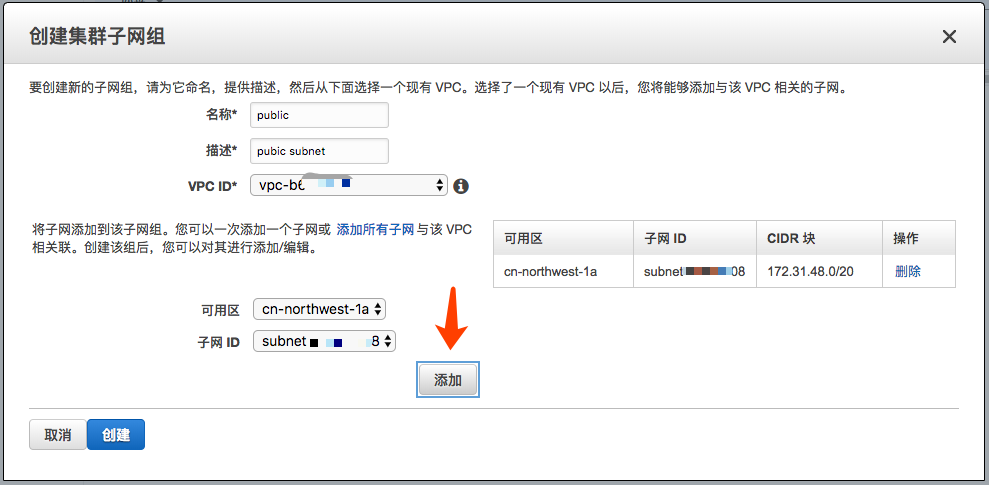 创建集群子网组
要创建新的子网组，请为它命名，提供描述，然后从下面选择一个现有 VPC。选择了一个现有 VPC 以后，您将能够添加与该 VPC 相关的子网。
名称* public
描述* pubic subnet
VPC ID* vpc-b6
将子网添加到该子网组。您可以一次添加一个子网或 添加所有子网与该 VPC
相关联。创建该组后，您可以对其进行添加/编辑。
可用区 子网 ID CIDR 块 操作
cn-northwest-1a subnet 08 172.31.48.0/20 删除
可用区 cn-northwest-1a
子网 ID subnet 8
添加
取消 创建